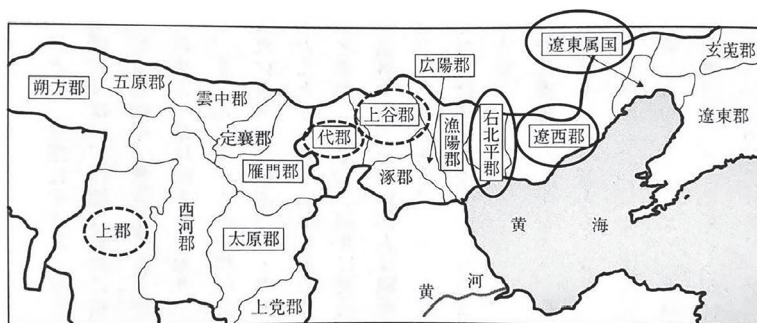 朔方郡
五原郡
雲中郡
定襄郡
雁門郡
代郡
上谷郡
広陽郡
漁陽郡
涿郡
右北平郡
遼西郡
遼東属国
玄菟郡
遼東郡
上郡
西河郡
太原郡
上党郡
黄海
黄河